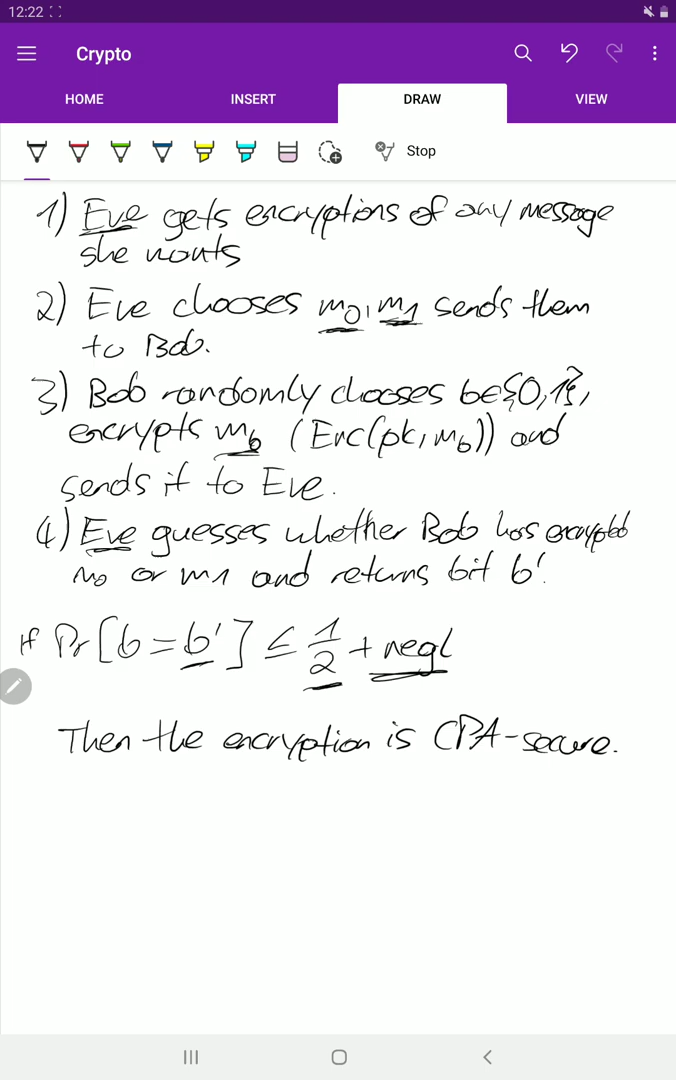 12:22
Crypto
HOME INSERT DRAW VIEW
Stop
1) Eve gets encryptions of any message
she wants
2) Eve chooses m0, m1 sends them
to Bob.
3) Bob randomly chooses b∈{0,1},
encrypts mb (Enc(pk, mb)) and
sends it to Eve.
4) Eve guesses whether Bob has encrypted
m0 or m1 and returns bit b'.
if Pr[b = b'] ≤ 1/2 + negl
Then the encryption is CPA-secure.